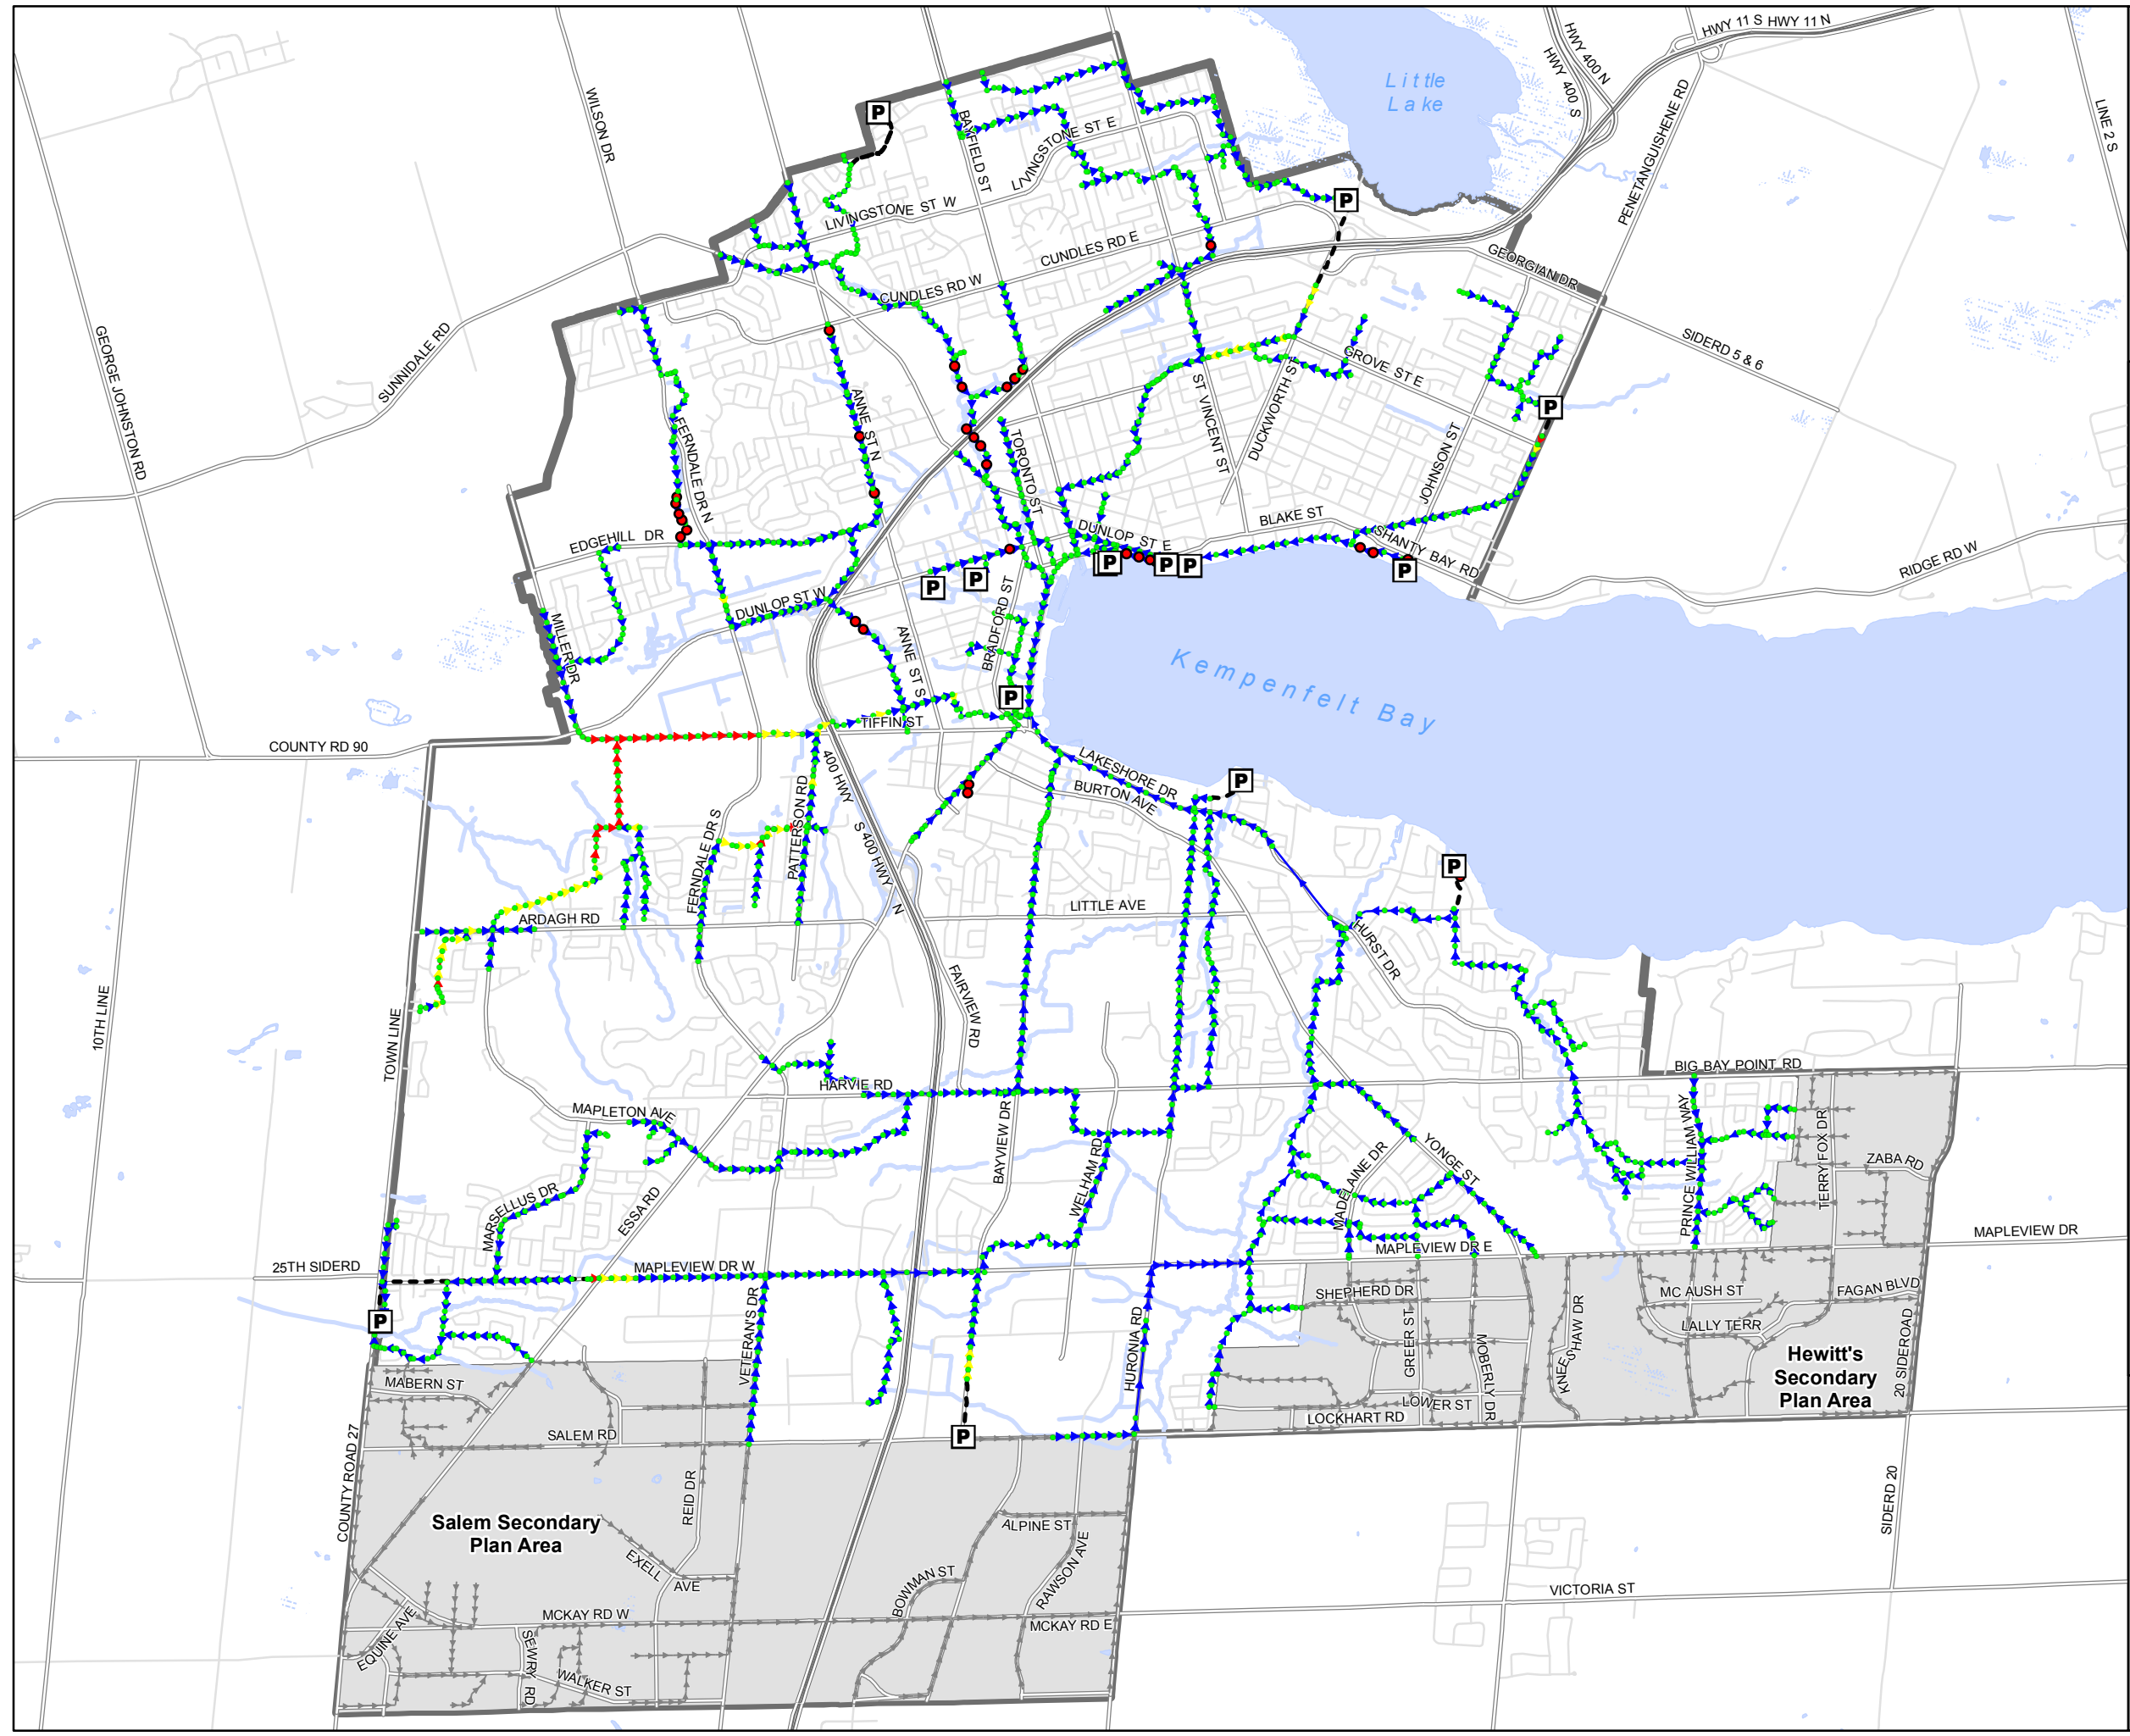 HWY 11 S
HWY 11 N
HWY 400 N
HWY 400 S
Little
Lake
PENETANGUISHENE RD
LINE 2 S
WILSON DR
BAYFIELD ST
LIVINGSTONE ST E
LIVINGSTONE ST W
CUNDLES RD E
CUNDLES RD W
GEORGIAN DR
SIDERD 5 & 6
SUNNIDALE RD
GEORGE JOHNSTON RD
ANNE ST N
FERNDALE DR N
TORONTO ST
ST VINCENT ST
DUCKWORTH ST
GROVE ST E
JOHNSON ST
EDGEHILL DR
DUNLOP ST E
BLAKE ST
SHANTY BAY RD
RIDGE RD W
DUNLOP ST W
MILLER DR
ANNE ST S
BRADFORD ST
Kempenfelt Bay
TIFFIN ST
COUNTY RD 90
400 HWY
S 400 HWY
N
LAKESHORE DR
BURTON AVE
PATTERSON RD
FERNDALE DR S
ARDAGH RD
LITTLE AVE
HURST DR
FAIRVIEW RD
10TH LINE
TOWN LINE
HARVIE RD
BIG BAY POINT RD
MAPLETON AVE
BAYVIEW DR
WELHAM RD
MADELAINE DR
YONGE ST
PRINCE WILLIAM WAY
TERRY FOX DR
ZABA RD
MARSELLUS DR
ESSA RD
MAPLEVIEW DR E
MAPLEVIEW DR
25TH SIDERD
MAPLEVIEW DR W
SHEPHERD DR
MC AUSH ST
FAGAN BLVD
LALLY TERR
VETERAN'S DR
HURONIA RD
GREER ST
MOBERLY DR
KNEESHAW DR
20 SIDEROAD
Hewitt's
Secondary
Plan Area
MABERN ST
LOWER ST
LOCKHART RD
SALEM RD
COUNTY ROAD 27
REID DR
SIDERD 20
Salem Secondary
Plan Area
ALPINE ST
EXELL
AVE
BOWMAN ST
RAWSON AVE
VICTORIA ST
MCKAY RD W
MCKAY RD E
EQUINE AVE
SEWRY RD
WALKER ST
P
P
P
P
P
P
P
P
P
P
P
P
P
P